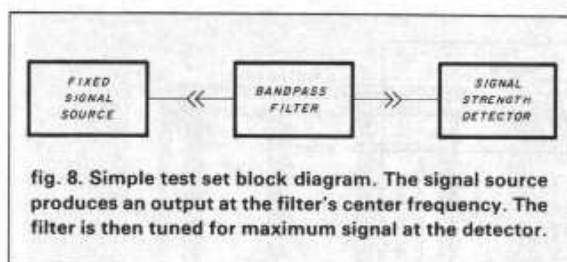 FIXED
SIGNAL
SOURCE
BANDPASS
FILTER
SIGNAL
STRENGTH
DETECTOR
fig. 8. Simple test set block diagram. The signal source
produces an output at the filter's center frequency. The
filter is then tuned for maximum signal at the detector.